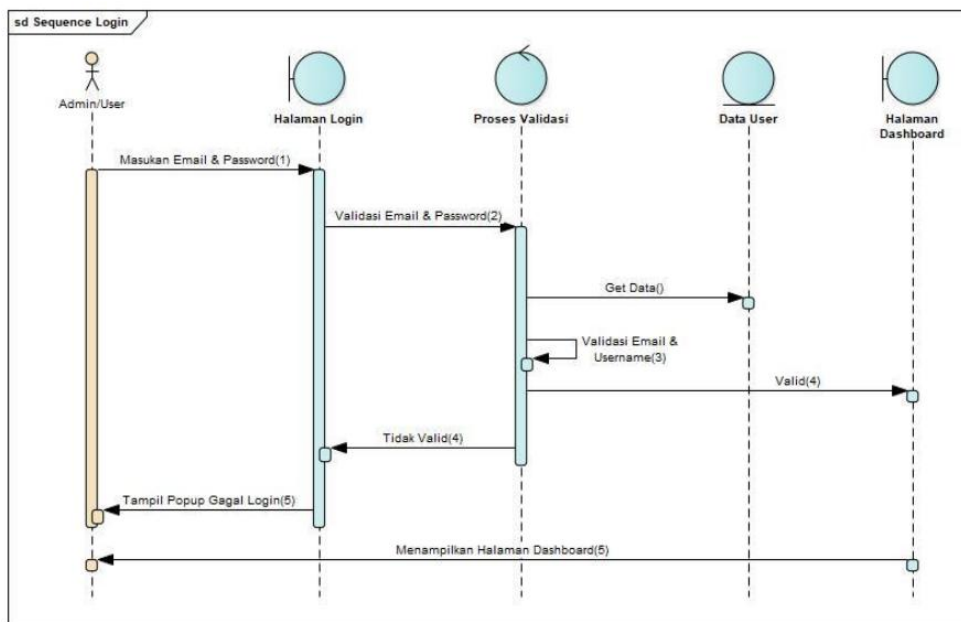 sd Sequence Login
Admin/User
Halaman Login
Proses Validasi
Data User
Halaman
Dashboard
Masukan Email & Password(1)
Validasi Email & Password(2)
Get Data()
Validasi Email &
Username(3)
Valid(4)
Tidak Valid(4)
Tampil Popup Gagal Login(5)
Menampilkan Halaman Dashboard(5)